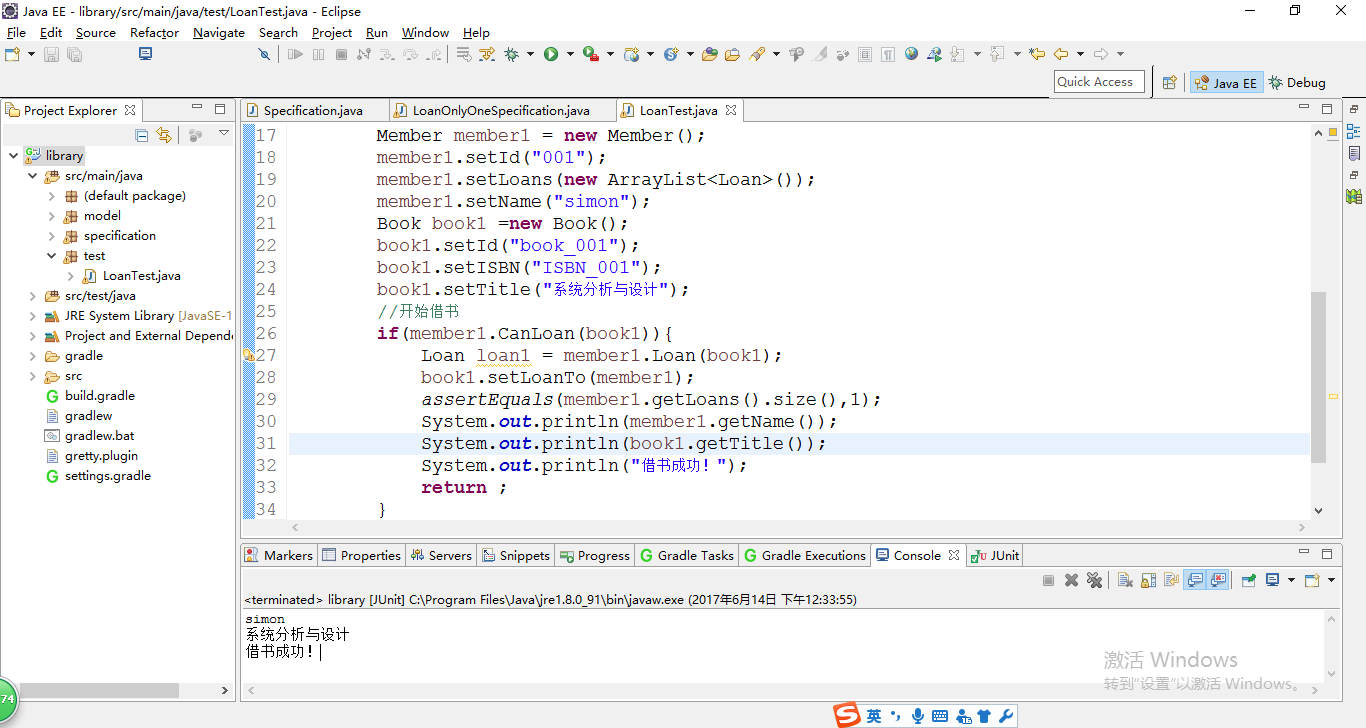 Java EE - library/src/main/java/test/LoanTest.java - Eclipse
File Edit Source Refactor Navigate Search Project Run Window Help
Quick Access Java EE Debug
Project Explorer
library
src/main/java
(default package)
model
specification
test
LoanTest.java
src/test/java
JRE System Library [JavaSE-1
Project and External Depende
gradle
src
build.gradle
gradlew
gradlew.bat
gretty.plugin
settings.gradle
Specification.java LoanOnlyOneSpecification.java LoanTest.java
17 Member member1 = new Member();
18 member1.setId("001");
19 member1.setLoans(new ArrayList<Loan>());
20 member1.setName("simon");
21 Book book1 =new Book();
22 book1.setId("book_001");
23 book1.setISBN("ISBN_001");
24 book1.setTitle("系统分析与设计");
25 //开始借书
26 if(member1.CanLoan(book1)){
27 Loan loan1 = member1.Loan(book1);
28 book1.setLoanTo(member1);
29 assertEquals(member1.getLoans().size(),1);
30 System.out.println(member1.getName());
31 System.out.println(book1.getTitle());
32 System.out.println("借书成功！");
33 return ;
34 }
Markers Properties Servers Snippets Progress Gradle Tasks Gradle Executions Console JUnit
<terminated> library [JUnit] C:\Program Files\Java\jre1.8.0_91\bin\javaw.exe (2017年6月14日 下午12:33:55)
simon
系统分析与设计
借书成功！
激活 Windows
转到"设置"以激活 Windows。
74
英